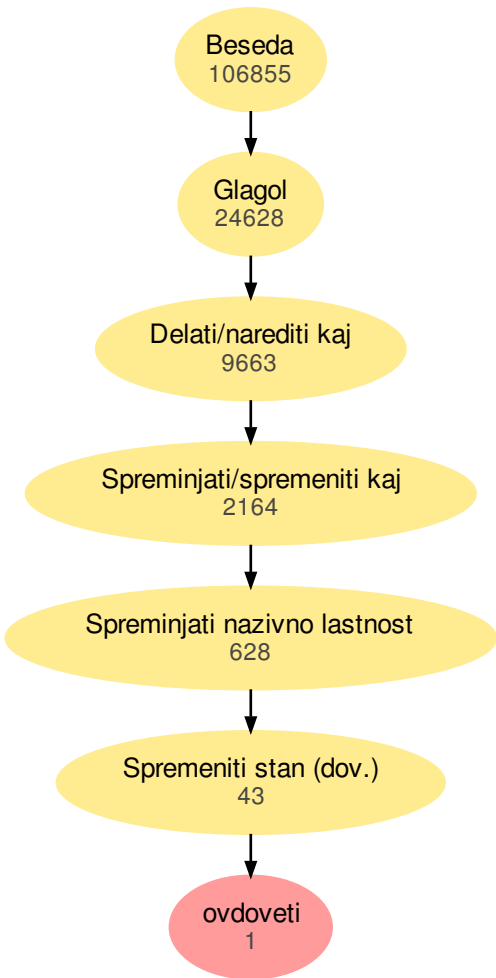 Beseda
106855
Glagol
24628
Delati/narediti kaj
9663
Spreminjati/spremeniti kaj
2164
Spreminjati nazivno lastnost
628
Spremeniti stan (dov.)
43
ovdoveti
1